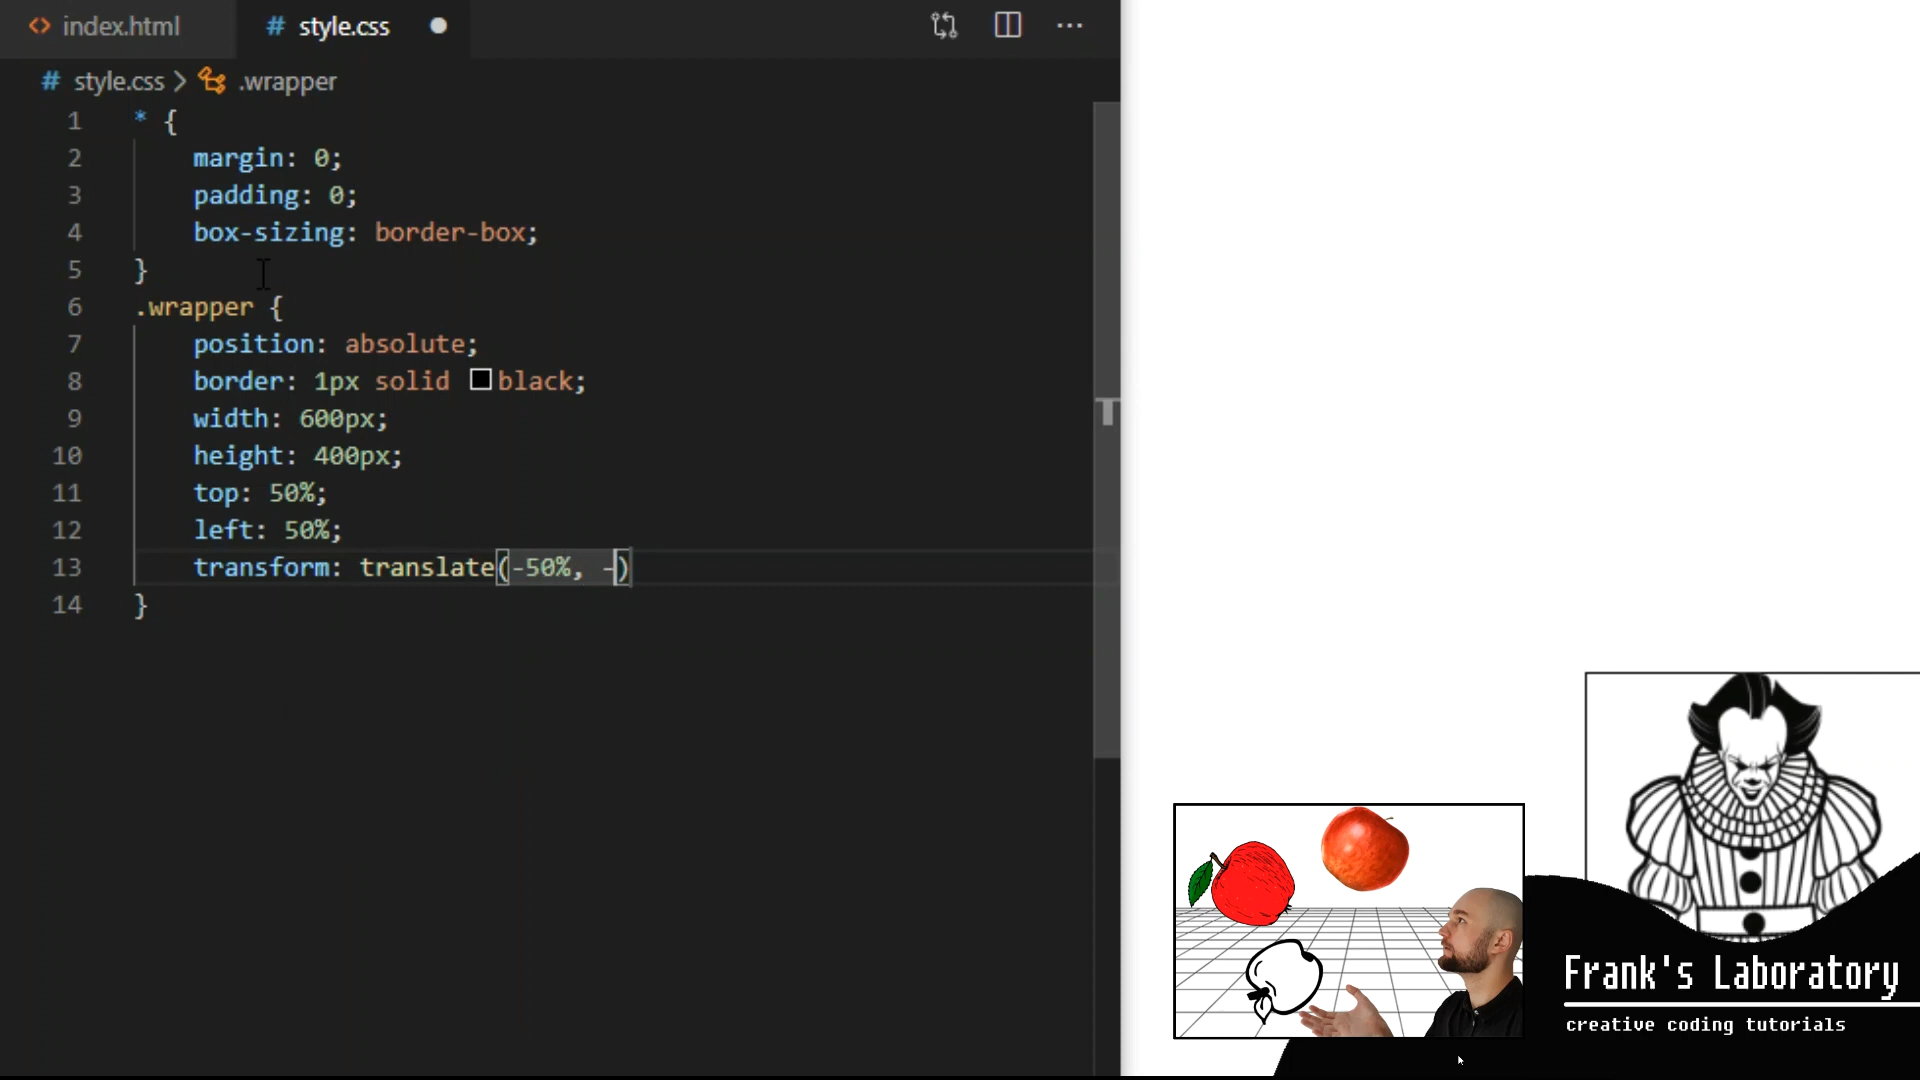 index.html
style.css
style.css > .wrapper
1 * {
2 margin: 0;
3 padding: 0;
4 box-sizing: border-box;
5 }
6 .wrapper {
7 position: absolute;
8 border: 1px solid black;
9 width: 600px;
10 height: 400px;
11 top: 50%;
12 left: 50%;
13 transform: translate(-50%, -)
14 }
Frank's Laboratory
creative coding tutorials